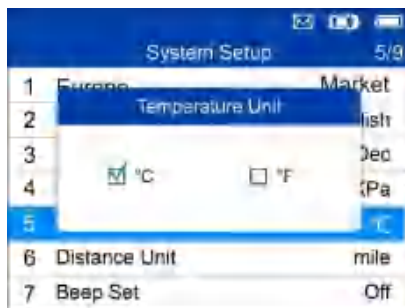 System Setup 5/9
1 Europe Market
Temperature Unit
2 lish
3 Dec
°C °F
4 KPa
5 °C
6 Distance Unit mile
7 Beep Set Off